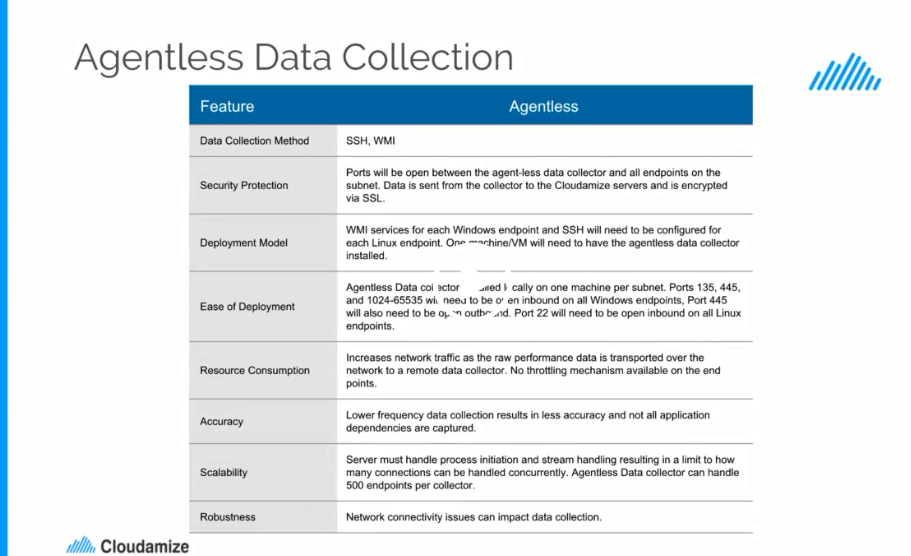 Agentless Data Collection
Feature
Agentless
Data Collection Method
SSH, WMI
Security Protection
Ports will be open between the agent-less data collector and all endpoints on the
subnet. Data is sent from the collector to the Cloudamize servers and is encrypted
via SSL.
Deployment Model
WMI services for each Windows endpoint and SSH will need to be configured for
each Linux endpoint. One machine/VM will need to have the agentless data collector
installed.
Ease of Deployment
Agentless Data collector locally on one machine per subnet. Ports 135, 445,
and 1024-65535 will need to be open inbound on all Windows endpoints, Port 445
will also need to be open outbound. Port 22 will need to be open inbound on all Linux
endpoints.
Resource Consumption
Increases network traffic as the raw performance data is transported over the
network to a remote data collector. No throttling mechanism available on the end
points.
Accuracy
Lower frequency data collection results in less accuracy and not all application
dependencies are captured.
Scalability
Server must handle process initiation and stream handling resulting in a limit to how
many connections can be handled concurrently. Agentless Data collector can handle
500 endpoints per collector.
Robustness
Network connectivity issues can impact data collection.
Cloudamize